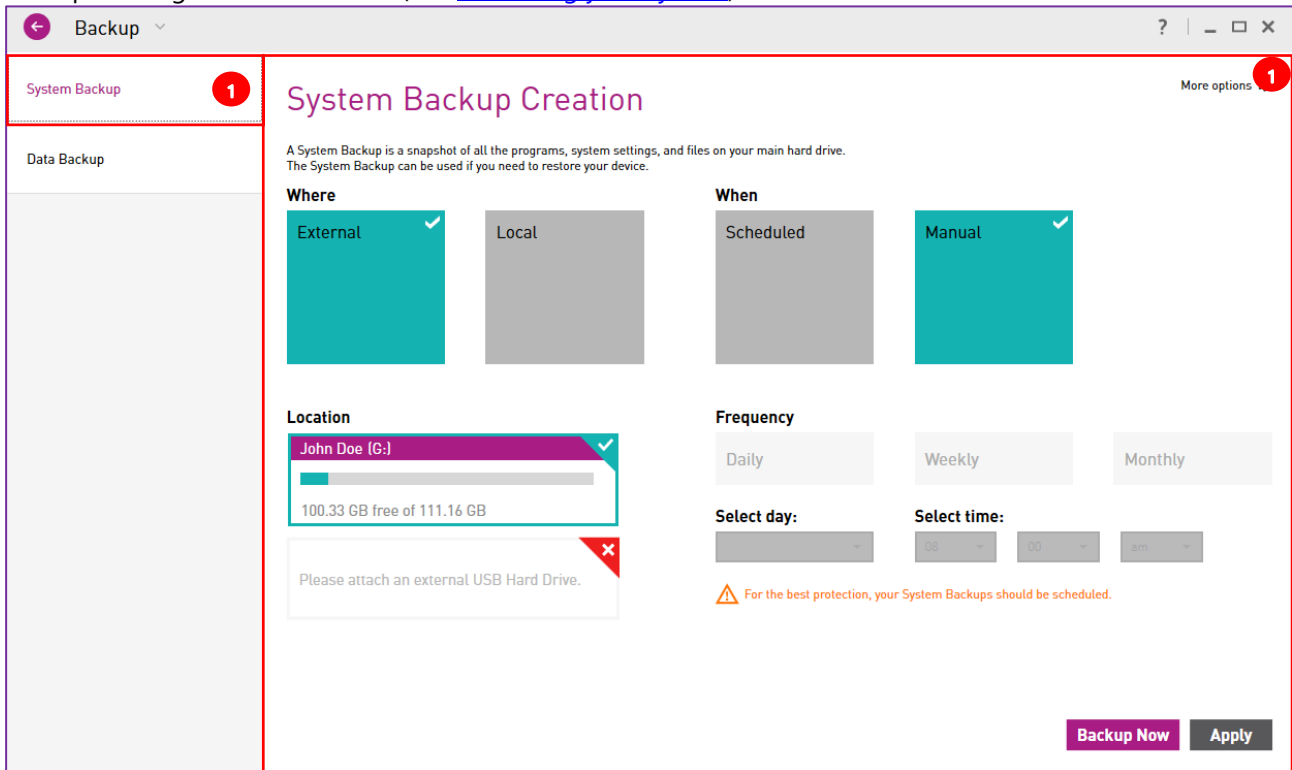 Backup
?
System Backup
1
Data Backup
More options
1
System Backup Creation
A System Backup is a snapshot of all the programs, system settings, and files on your main hard drive.
The System Backup can be used if you need to restore your device.
Where
When
External
Local
Scheduled
Manual
Location
Frequency
John Doe (G:)
100.33 GB free of 111.16 GB
Daily
Weekly
Monthly
Select day:
Select time:
08
00
am
Please attach an external USB Hard Drive.
For the best protection, your System Backups should be scheduled.
Backup Now
Apply